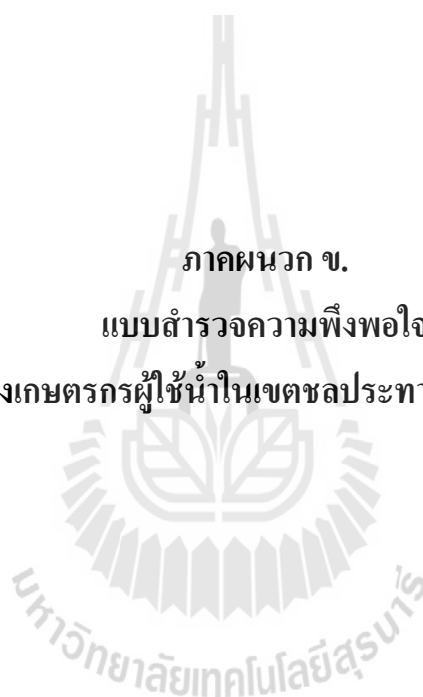 ภาคผนวก ข.
แบบสำรวจความพึงพอใจ
งเกษตรกรผู้ใช้น้ำในเขตชลประทา
มหาวิทยาลัยเทคโนโลยีสุรนารี